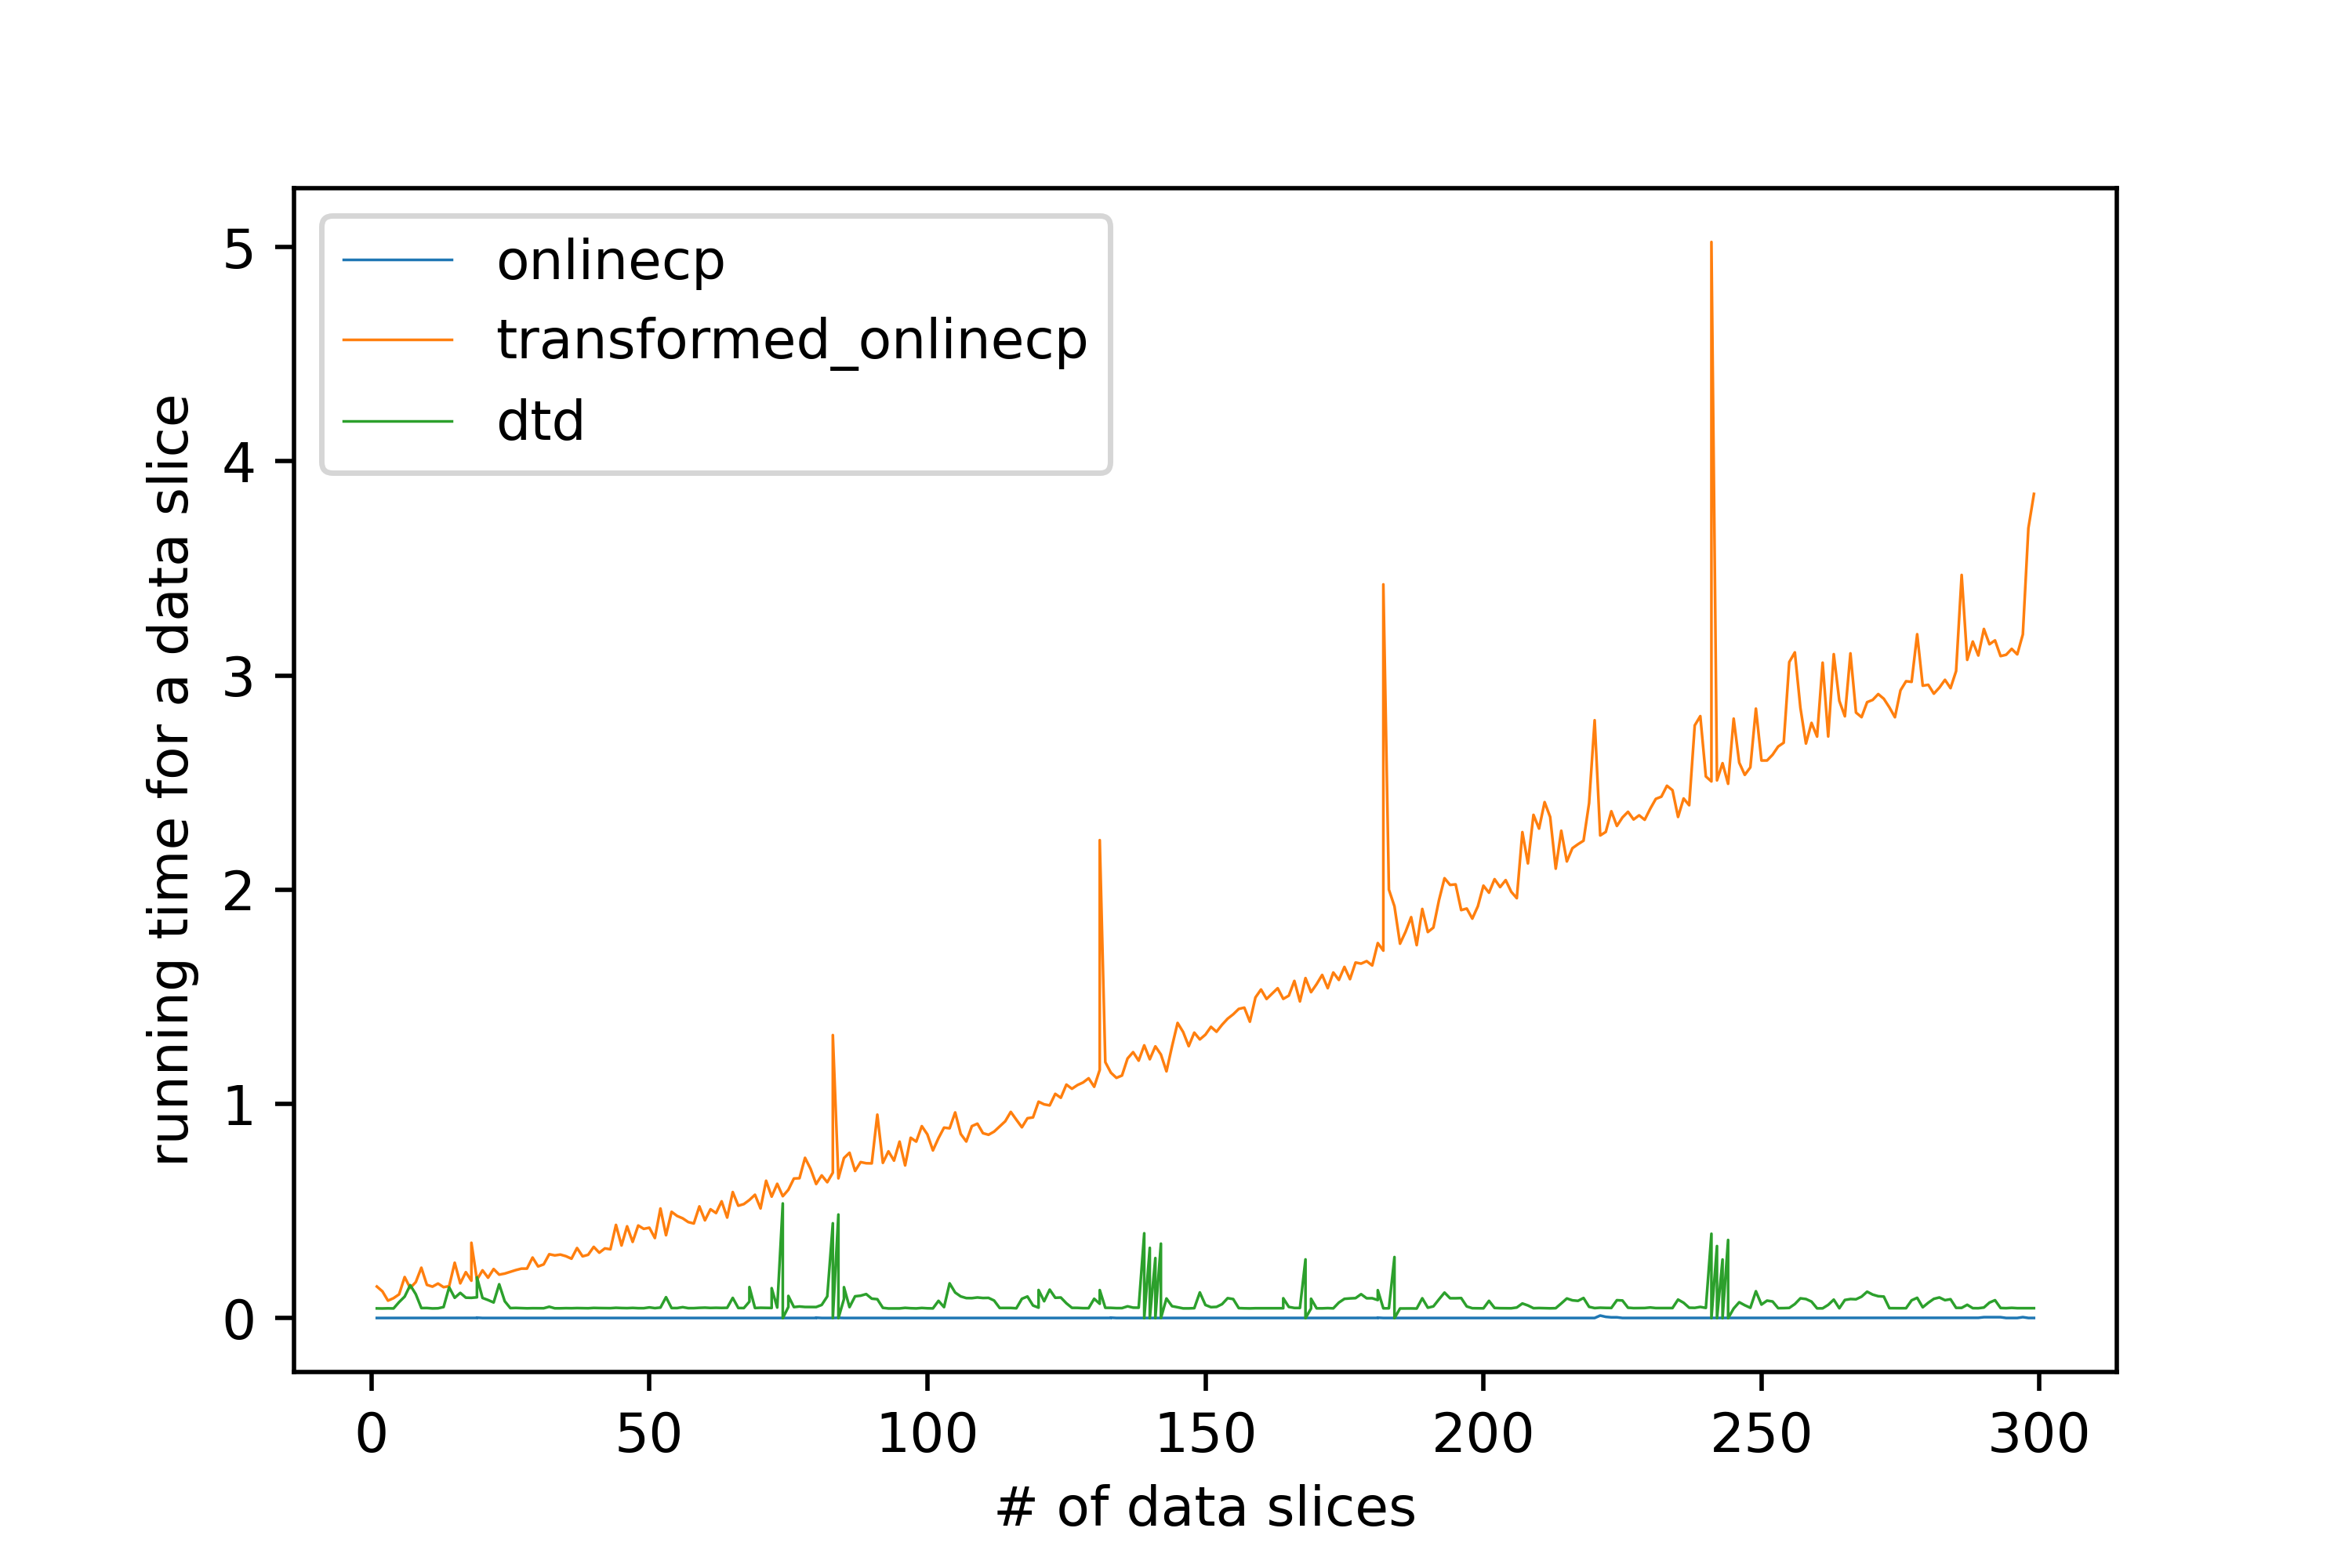 onlinecp
transformed_onlinecp
dtd
running time for a data slice
5
4
3
2
1
0
0 50 100 150 200 250 300
# of data slices